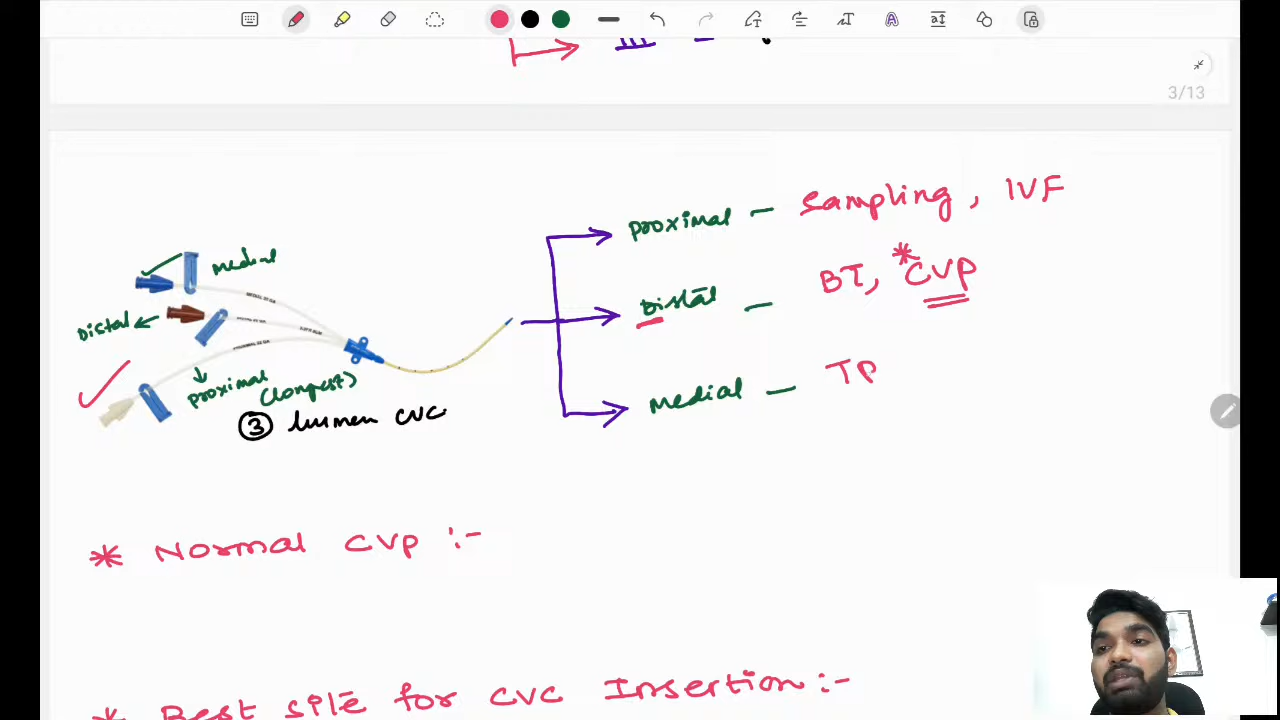 3/13
proximal - Sampling, IVF
medial
Distal
Distal - BT, *CVP
proximal
(longest)
medial - TP
③ lumen CVC
* Normal CVP :-
* Best site for CVC Insertion :-